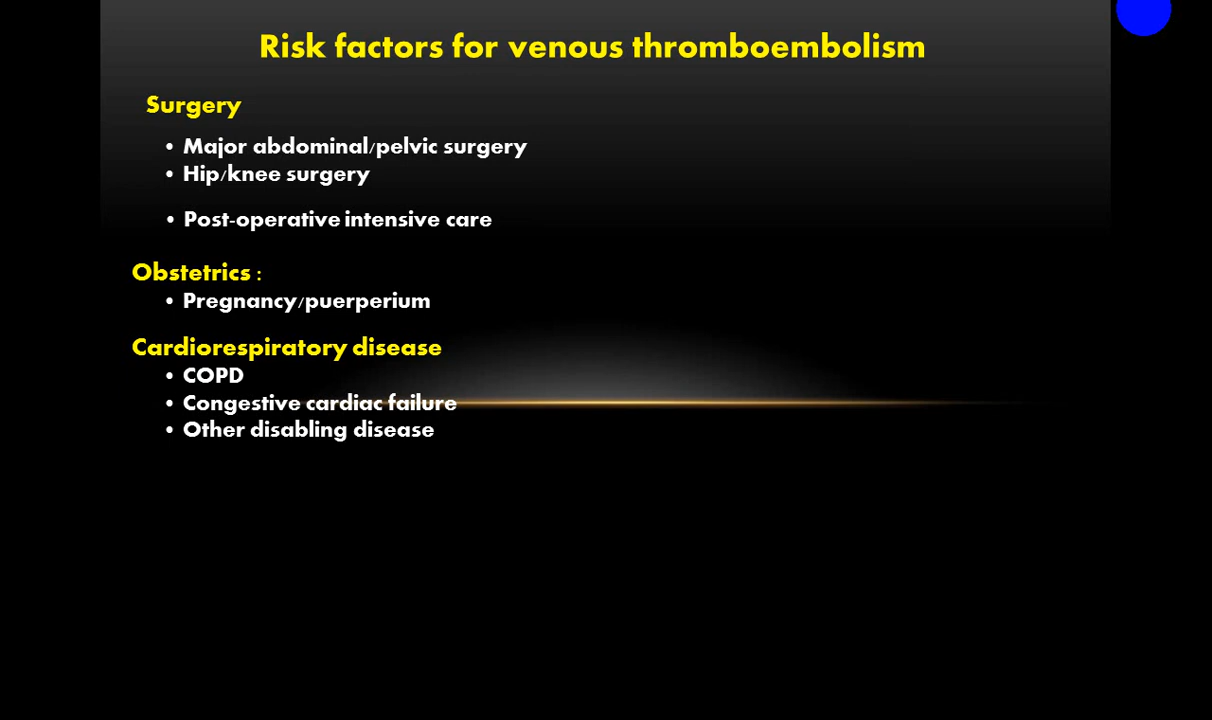 Risk factors for venous thromboembolism
Surgery
• Major abdominal/pelvic surgery
• Hip/knee surgery
• Post-operative intensive care
Obstetrics :
• Pregnancy/puerperium
Cardiorespiratory disease
• COPD
• Congestive cardiac failure
• Other disabling disease